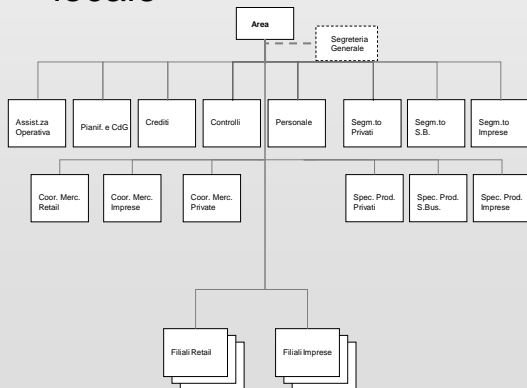 locale
Area
Segreteria
Generale
Assist.za
Operativa
Pianif. e CdG
Crediti
Controlli
Personale
Segm.to
Privati
Segm.to
S.B.
Segm.to
Imprese
Coor. Merc.
Retail
Coor. Merc.
Imprese
Coor. Merc.
Private
Spec. Prod.
Privati
Spec. Prod.
S.Bus.
Spec. Prod.
Imprese
Filiali Retail
Filiali Imprese